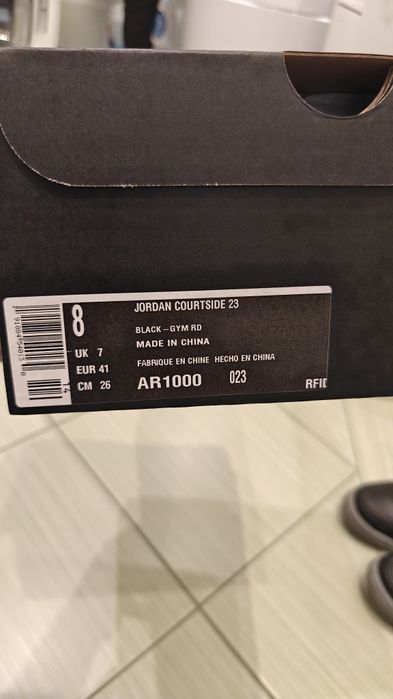 8
JORDAN COURTSIDE 23
BLACK-GYM RD
MADE IN CHINA
FABRIQUE EN CHINE HECHO EN CHINA
UK 7
EUR 41
CM 26
AR1000 023
RFID
14